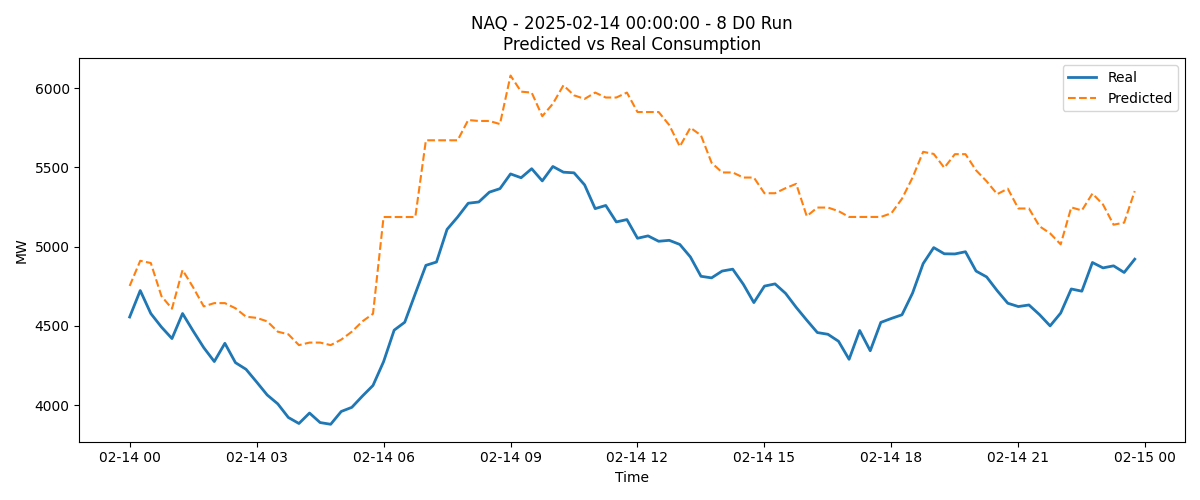 NAQ - 2025-02-14 00:00:00 - 8 D0 Run
Predicted vs Real Consumption
Real
Predicted
MW
6000
5500
5000
4500
4000
02-14 00
02-14 03
02-14 06
02-14 09
02-14 12
02-14 15
02-14 18
02-14 21
02-15 00
Time